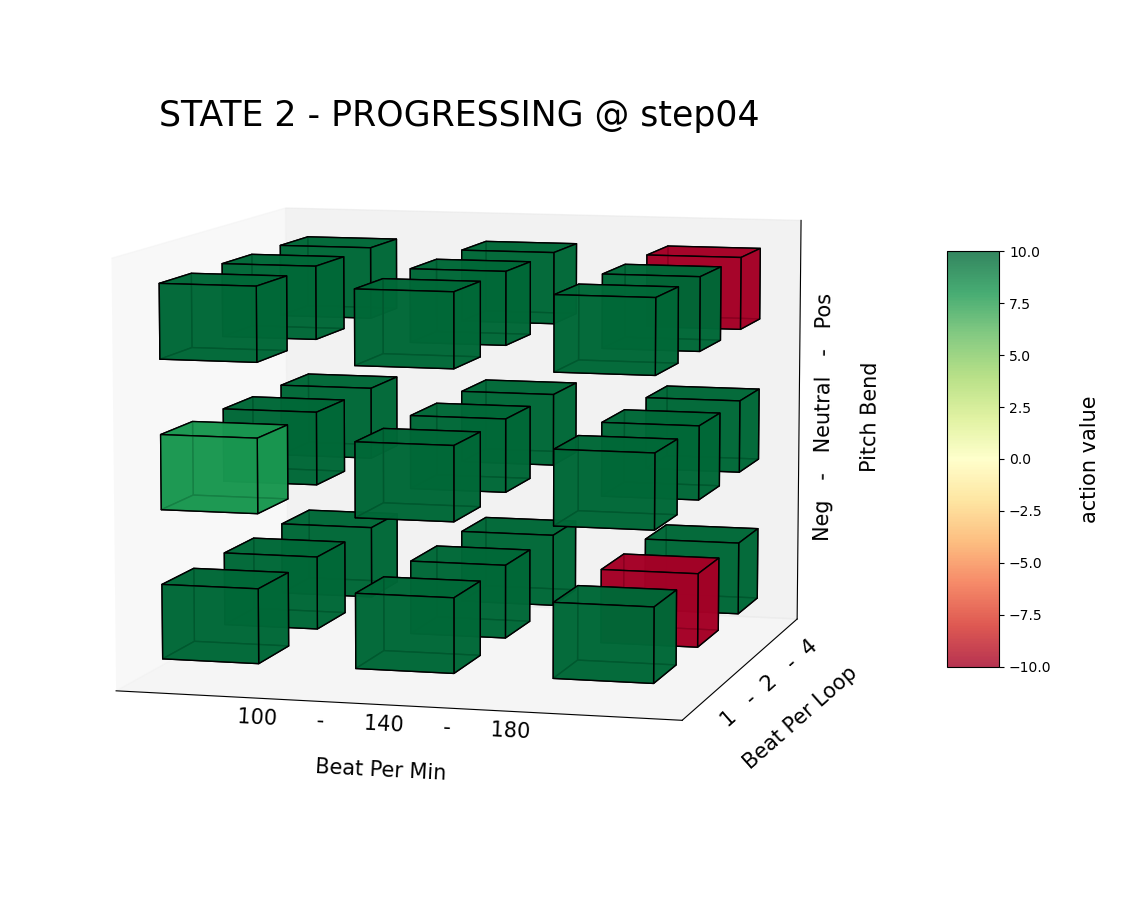 STATE 2 - PROGRESSING @ step04
Neg - Neutral - Pos
Pitch Bend
1 - 2 - 4
Beat Per Loop
100 - 140 - 180
Beat Per Min
10.0
7.5
5.0
2.5
0.0
−2.5
−5.0
−7.5
−10.0
action value